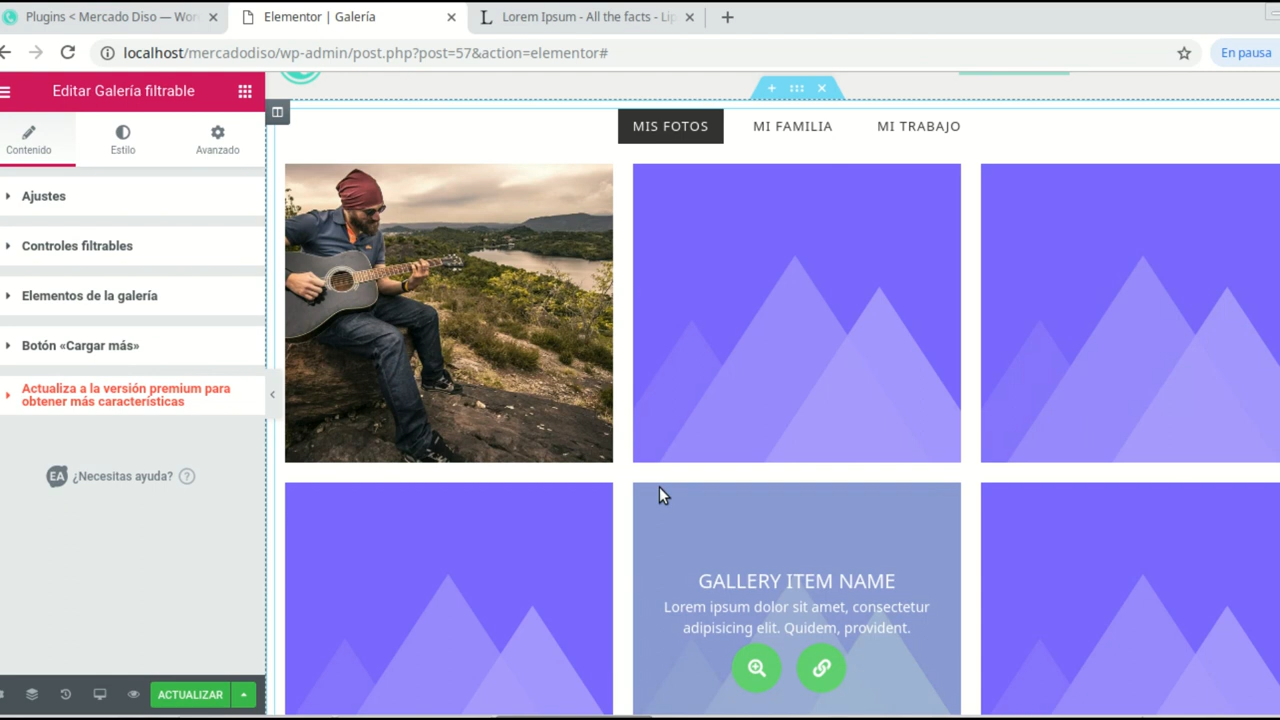 Plugins < Mercado Diso — Wor
Elementor | Galería
Lorem Ipsum - All the facts - Lip
localhost/mercadodiso/wp-admin/post.php?post=57&action=elementor#
En pausa
Editar Galería filtrable
Contenido
Estilo
Avanzado
Ajustes
Controles filtrables
Elementos de la galería
Botón «Cargar más»
Actualiza a la versión premium para
obtener más características
EA ¿Necesitas ayuda? ?
ACTUALIZAR
MIS FOTOS
MI FAMILIA
MI TRABAJO
GALLERY ITEM NAME
Lorem ipsum dolor sit amet, consectetur
adipisicing elit. Quidem, provident.